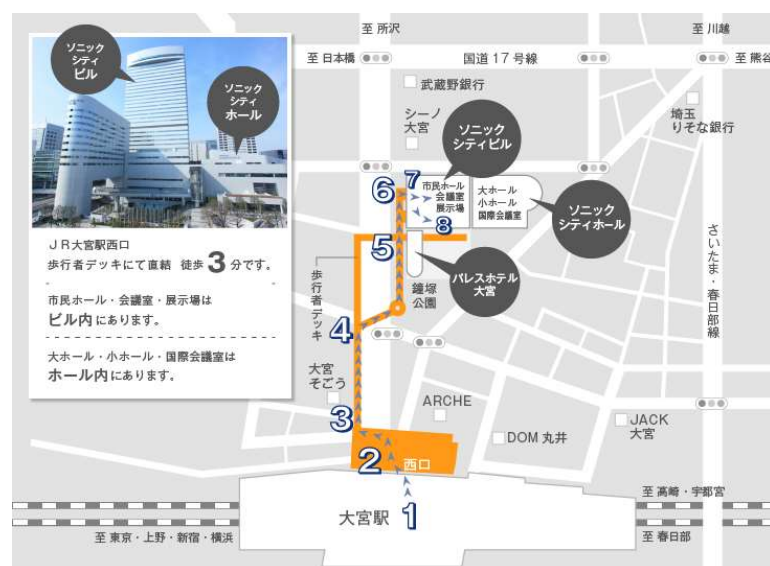 ソニック
シティ
ビル
ソニック
シティ
ホール
JR大宮駅西口
歩行者デッキにて直結 徒歩3分です。
市民ホール・会議室・展示場は
ビル内にあります。
大ホール・小ホール・国際会議室は
ホール内にあります。
至 所沢
至 川越
至 日本橋
国道17号線
至 熊谷
武蔵野銀行
シーノ
大宮
埼玉
りそな銀行
ソニック
シティビル
6
7
市民ホール
会議室
展示場
8
大ホール
小ホール
国際会議室
ソニック
シティホール
5
パレスホテル
大宮
鐘塚
公園
歩行者デッキ
さいたま・春日部線
4
大宮
そごう
3
ARCHE
DOM 丸井
JACK
大宮
2
西口
1
大宮駅
至 高崎・宇都宮
至 東京・上野・新宿・横浜
至 春日部